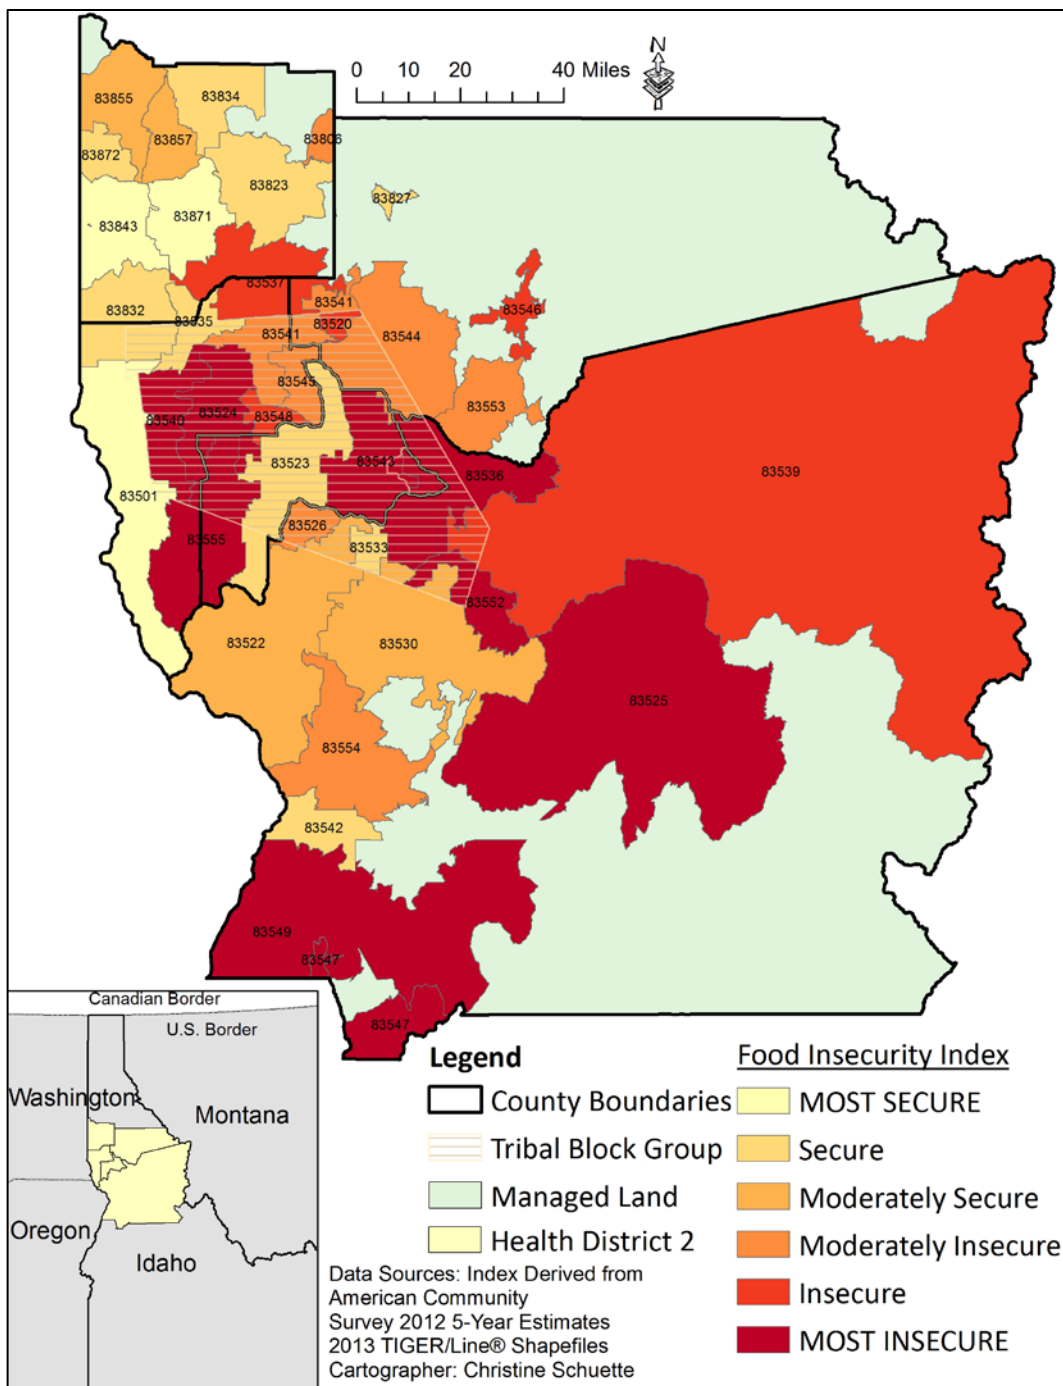 N
0 10 20 40 Miles
83855
83834
83857
83806
83872
83823
83827
83871
83843
83537
83832
83835
83541
83546
83520
83541
83544
83545
83553
83540
83524
83548
83523
83543
83536
83539
83501
83526
83555
83533
83552
83522
83530
83525
83554
83542
83549
83547
83547
Canadian Border
U.S. Border
Washington
Montana
Oregon
Idaho
Legend
County Boundaries
Tribal Block Group
Managed Land
Health District 2
Food Insecurity Index
MOST SECURE
Secure
Moderately Secure
Moderately Insecure
Insecure
MOST INSECURE
Data Sources: Index Derived from
American Community
Survey 2012 5-Year Estimates
2013 TIGER/Line® Shapefiles
Cartographer: Christine Schuette